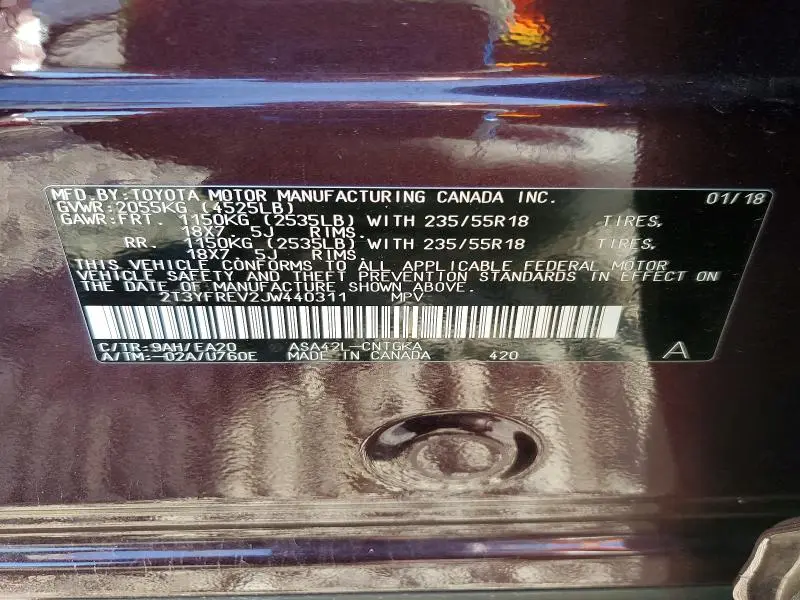 MFD. BY: TOYOTA MOTOR MANUFACTURING CANADA INC. 01/18
GVWR: 2055KG (4525LB)
GAWR: FRT. 1150KG (2535LB) WITH 235/55R18 TIRES,
18X7. 5J RIMS.
RR. 1150KG (2535LB) WITH 235/55R18 TIRES,
18X7. 5J RIMS.
THIS VEHICLE CONFORMS TO ALL APPLICABLE FEDERAL MOTOR
VEHICLE SAFETY AND THEFT PREVENTION STANDARDS IN EFFECT ON
THE DATE OF MANUFACTURE SHOWN ABOVE.
2T3YFREV2JW440311 MPV
C/TR: 9AH/EA20 ASA42L-CNTGKA
A/TM: -02A/U760E MADE IN CANADA 420 A